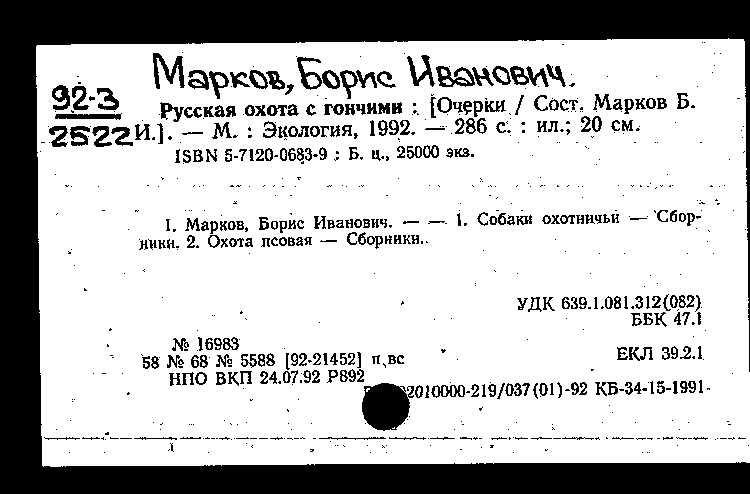 Марков, Борис Иванович.
92-3
2522
Русская охота с гончими : [Очерки / Сост. Марков Б.
И.]. — М. : Экология, 1992. — 286 с. : ил.; 20 см.
ISBN 5-7120-0683-9 ; Б. ц., 25000 экз.
1. Марков, Борис Иванович. — — 1. Собаки охотничьи — Сбор-
ники. 2. Охота псовая — Сборники.
УДК 639.1.081.312(082)
ББК 47.1
№ 16983
58 № 68 № 5588 [92-21452] п вс
ЕКЛ 39.2.1
НПО ВКП 24.07.92 Р892
2010000-219/037(01)-92 КБ-34-15-1991